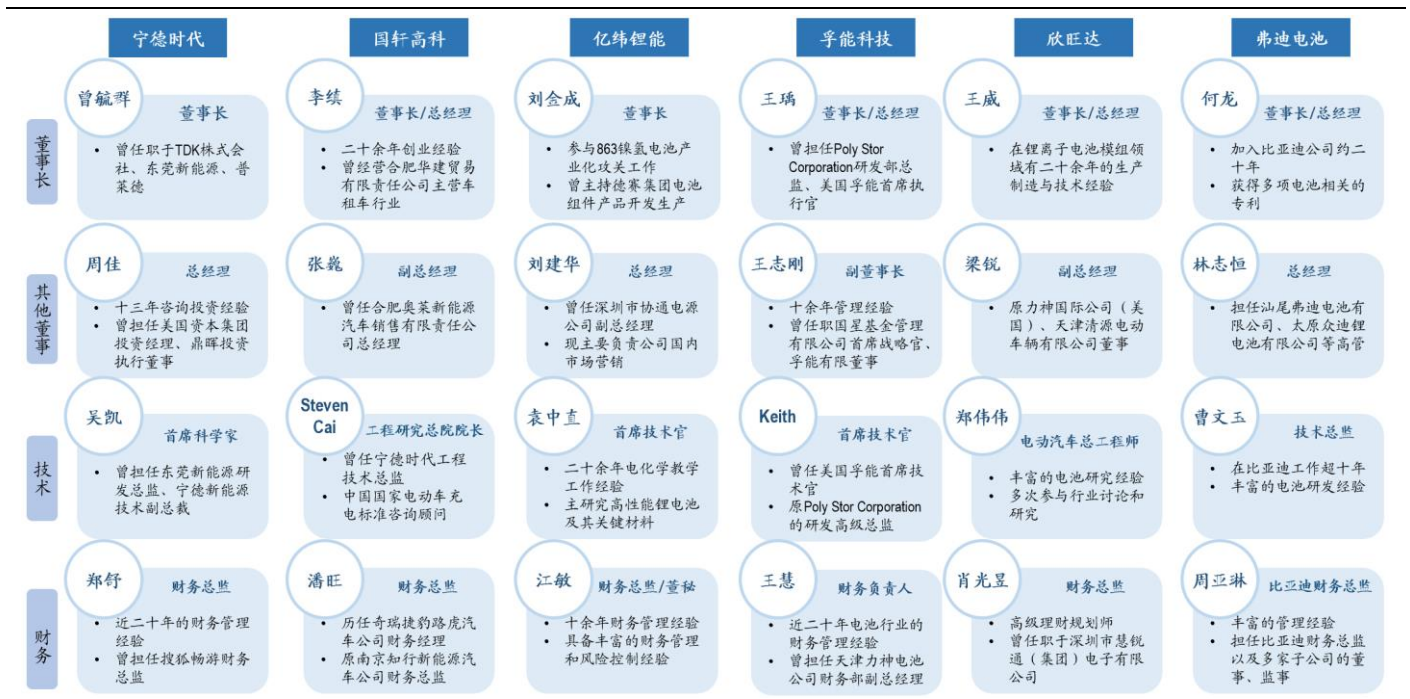 宁德时代
国轩高科
亿纬锂能
孚能科技
欣旺达
弗迪电池
董事长
曾毓群
董事长
• 曾任职于TDK株式会
社、东莞新能源、普
莱德
李缜
董事长/总经理
• 二十余年创业经验
• 曾经营合肥华建贸易
有限责任公司主营车
租车行业
刘金成
董事长
• 参与863镍氢电池产
业化攻关工作
• 曾主持德赛集团电池
组件产品开发生产
王瑀
董事长/总经理
• 曾担任Poly Stor
Corporation研发部总
监、美国孚能首席执
行官
王威
董事长/总经理
• 在锂离子电池模组领
域有二十余年的生产
制造与技术经验
何龙
董事长/总经理
• 加入比亚迪公司约二
十年
• 获得多项电池相关的
专利
其他董事
周佳
总经理
• 十三年咨询投资经验
• 曾担任美国资本集团
投资经理、鼎晖投资
执行董事
张巍
副总经理
• 曾任合肥奥莱新能源
汽车销售有限责任公
司总经理
刘建华
总经理
• 曾任深圳市协通电源
公司副总经理
• 现主要负责公司国内
市场营销
王志刚
副董事长
• 十余年管理经验
• 曾任职国星基金管理
有限公司首席战略官、
孚能有限董事
梁锐
副总经理
• 原力神国际公司（美
国）、天津清源电动
车辆有限公司董事
林志恒
总经理
• 担任汕尾弗迪电池有
限公司、太原众迪锂
电池有限公司等高管
技术
吴凯
首席科学家
• 曾担任东莞新能源研
发总监、宁德新能源
技术副总裁
Steven
Cai
工程研究总院院长
• 曾任宁德时代工程
技术总监
• 中国国家电动车充
电标准咨询顾问
袁中直
首席技术官
• 二十余年电化学教学
工作经验
• 主研究高性能锂电池
及其关键材料
Keith
首席技术官
• 曾任美国孚能首席技
术官
• 原Poly Stor Corporation
的研发高级总监
郑伟伟
电动汽车总工程师
• 丰富的电池研究经验
• 多次参与行业讨论和
研究
曹文玉
技术总监
• 在比亚迪工作超十年
• 丰富的电池研发经验
财务
郑舒
财务总监
• 近二十年的财务管理
经验
• 曾担任搜狐畅游财务
总监
潘旺
财务总监
• 历任奇瑞捷豹路虎汽
车公司财务经理
• 原南京知行新能源汽
车公司财务总监
江敏
财务总监/董秘
• 十余年财务管理经验
• 具备丰富的财务管理
和风险控制经验
王慧
财务负责人
• 近二十年电池行业的
财务管理经验
• 曾担任天津力神电池
公司财务部副总经理
肖光昱
财务总监
• 高级理财规划师
• 曾任职于深圳市慧锐
通（集团）电子有限
公司
周亚琳
比亚迪财务总监
• 丰富的管理经验
• 担任比亚迪财务总监
以及多家子公司的董
事、监事